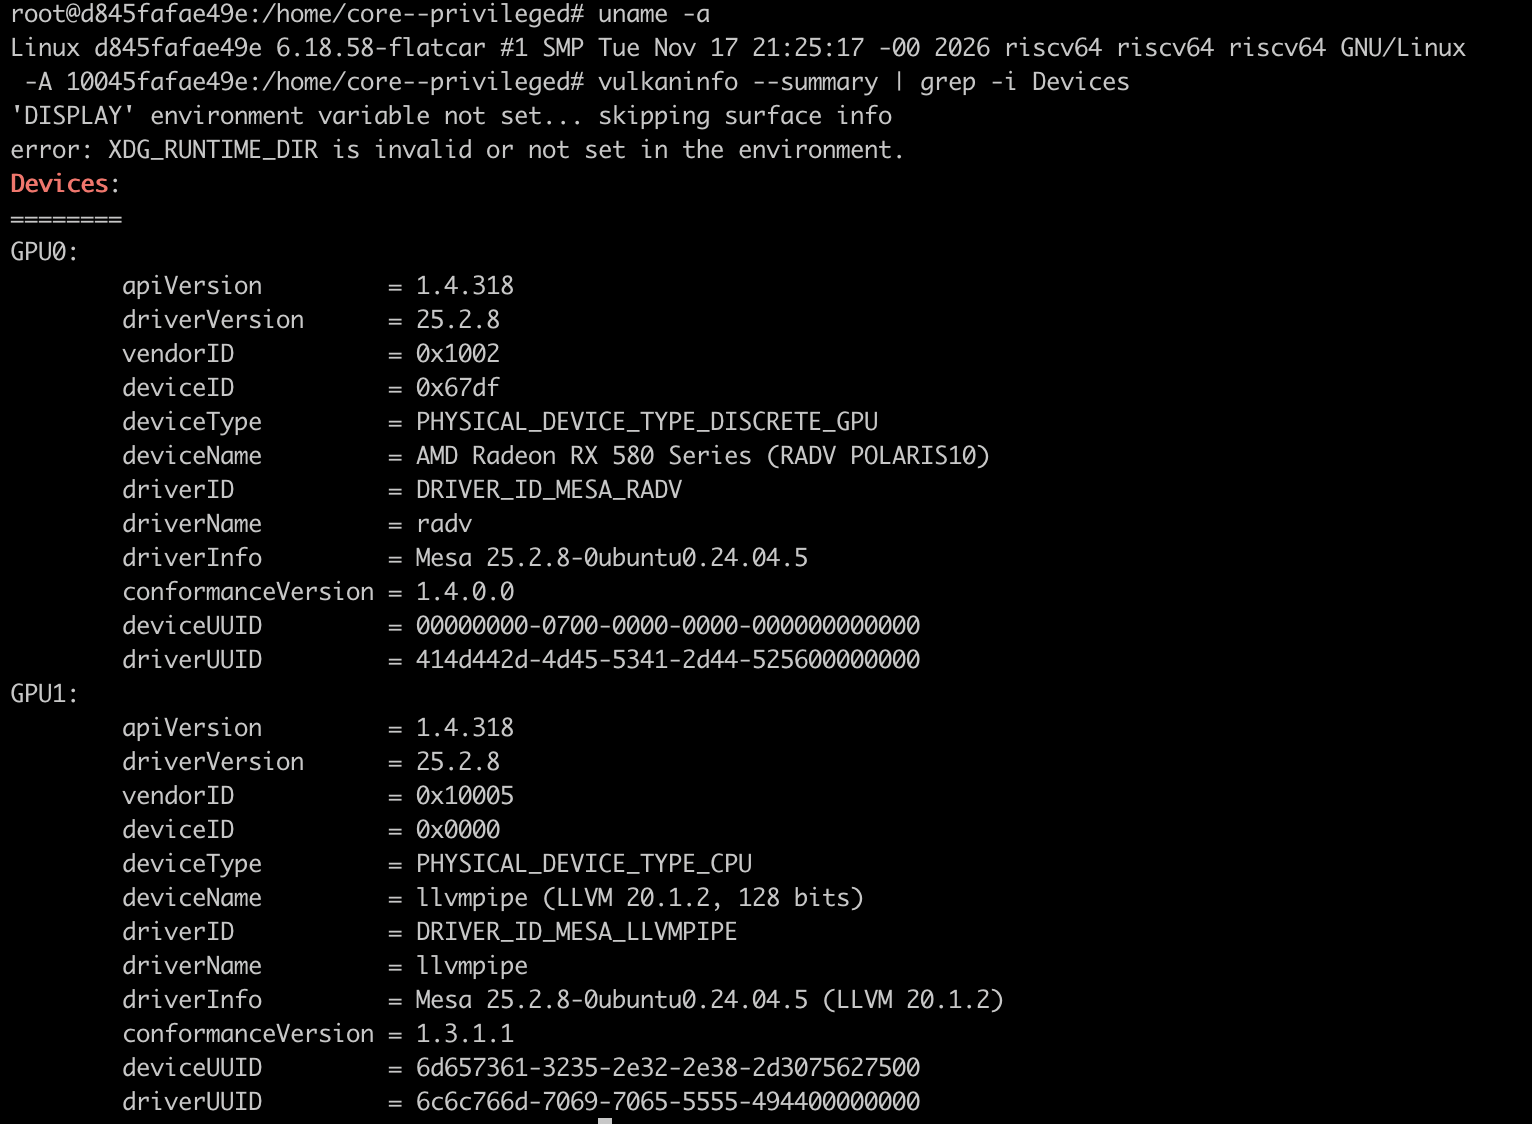 root@d845fafae49e:/home/core--privileged# uname -a
Linux d845fafae49e 6.18.58-flatcar #1 SMP Tue Nov 17 21:25:17 -00 2026 riscv64 riscv64 riscv64 GNU/Linux
 -A 10045fafae49e:/home/core--privileged# vulkaninfo --summary | grep -i Devices
'DISPLAY' environment variable not set... skipping surface info
error: XDG_RUNTIME_DIR is invalid or not set in the environment.
Devices:
========
GPU0:
        apiVersion         = 1.4.318
        driverVersion      = 25.2.8
        vendorID           = 0x1002
        deviceID           = 0x67df
        deviceType         = PHYSICAL_DEVICE_TYPE_DISCRETE_GPU
        deviceName         = AMD Radeon RX 580 Series (RADV POLARIS10)
        driverID           = DRIVER_ID_MESA_RADV
        driverName         = radv
        driverInfo         = Mesa 25.2.8-0ubuntu0.24.04.5
        conformanceVersion = 1.4.0.0
        deviceUUID         = 00000000-0700-0000-0000-000000000000
        driverUUID         = 414d442d-4d45-5341-2d44-525600000000
GPU1:
        apiVersion         = 1.4.318
        driverVersion      = 25.2.8
        vendorID           = 0x10005
        deviceID           = 0x0000
        deviceType         = PHYSICAL_DEVICE_TYPE_CPU
        deviceName         = llvmpipe (LLVM 20.1.2, 128 bits)
        driverID           = DRIVER_ID_MESA_LLVMPIPE
        driverName         = llvmpipe
        driverInfo         = Mesa 25.2.8-0ubuntu0.24.04.5 (LLVM 20.1.2)
        conformanceVersion = 1.3.1.1
        deviceUUID         = 6d657361-3235-2e32-2e38-2d3075627500
        driverUUID         = 6c6c766d-7069-7065-5555-494400000000